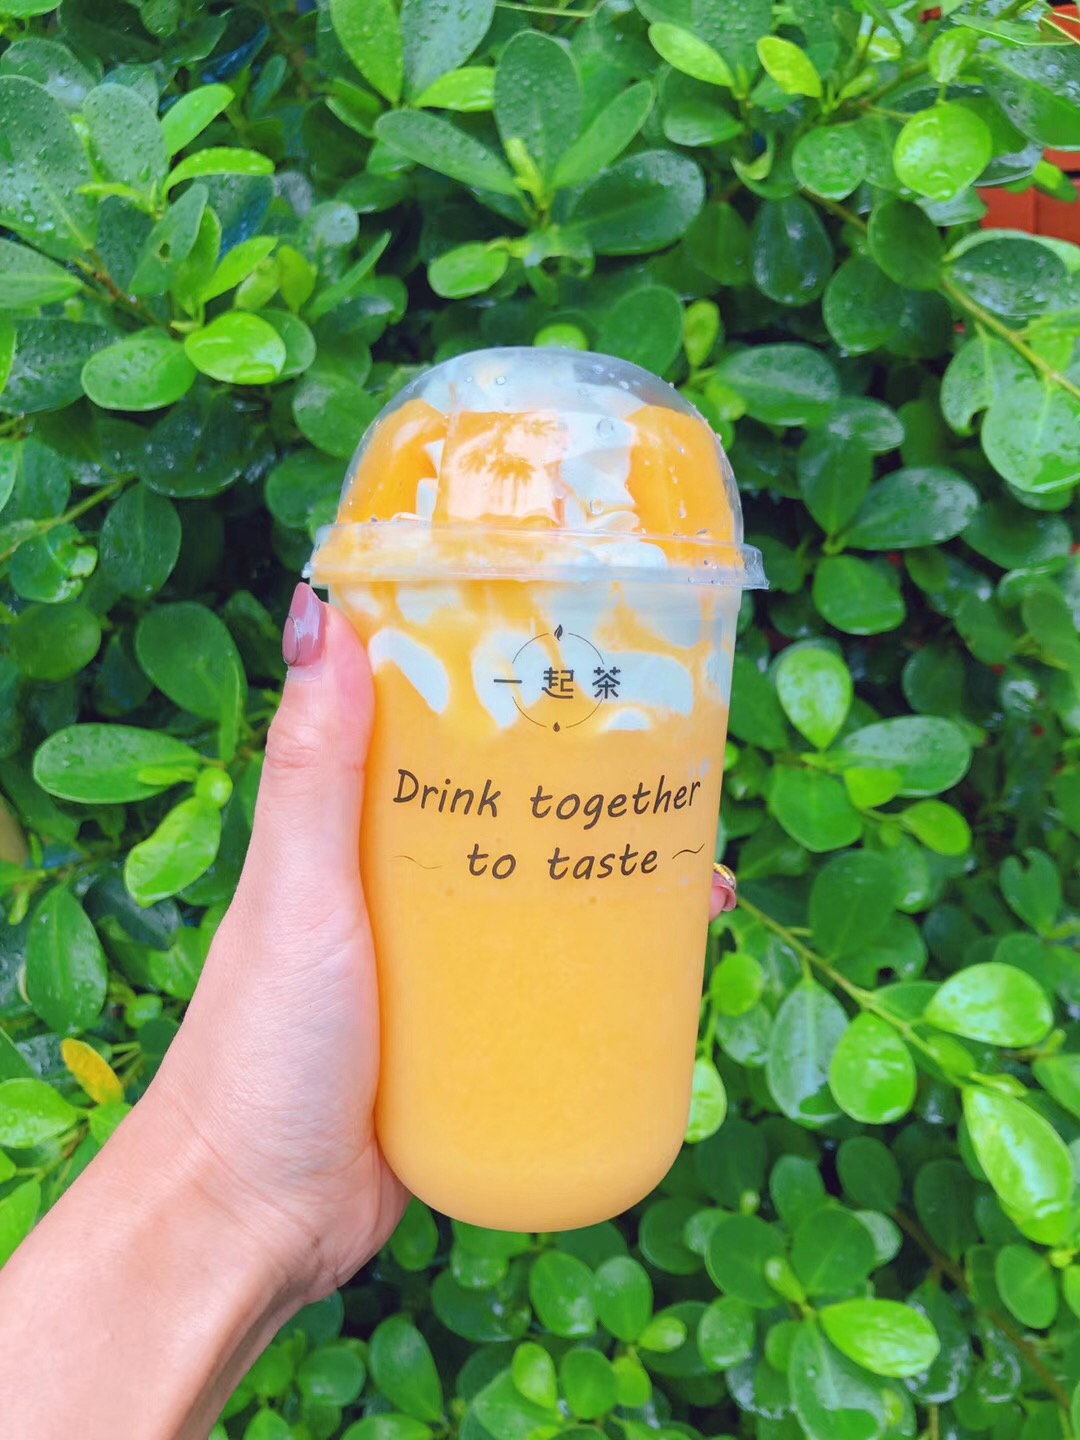 一起茶
Drink together
~ to taste ~